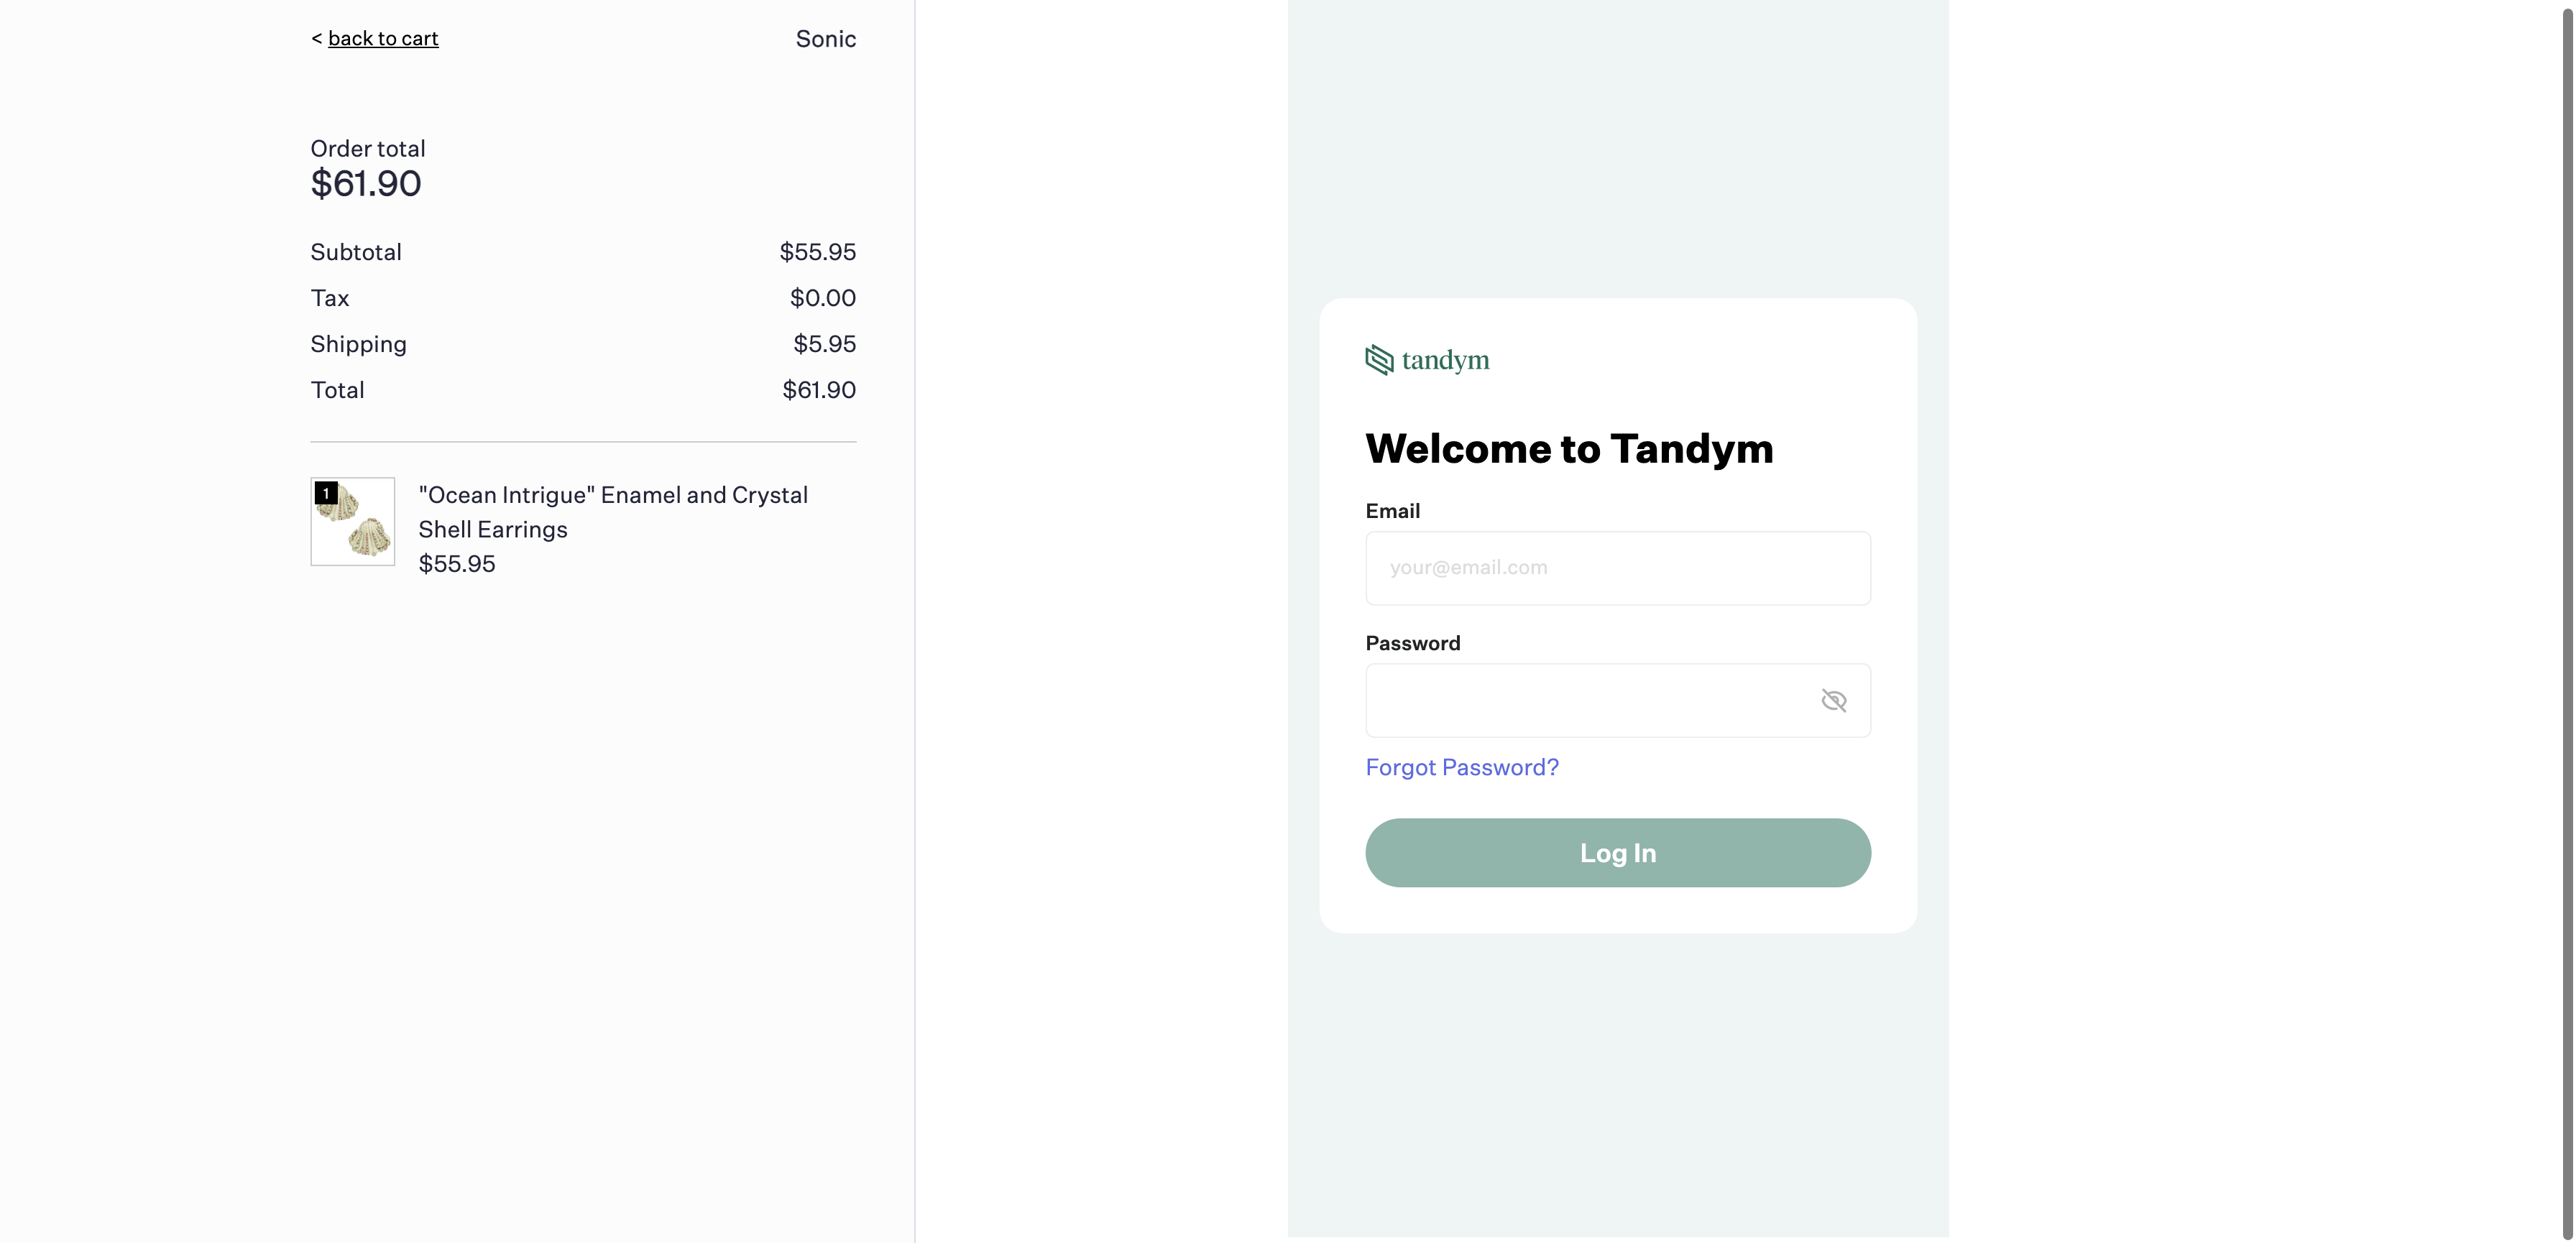 < back to cart
Sonic
Order total
$61.90
Subtotal $55.95
Tax $0.00
Shipping $5.95
Total $61.90
1
"Ocean Intrigue" Enamel and Crystal
Shell Earrings
$55.95
tandym
Welcome to Tandym
Email
your@email.com
Password
Forgot Password?
Log In